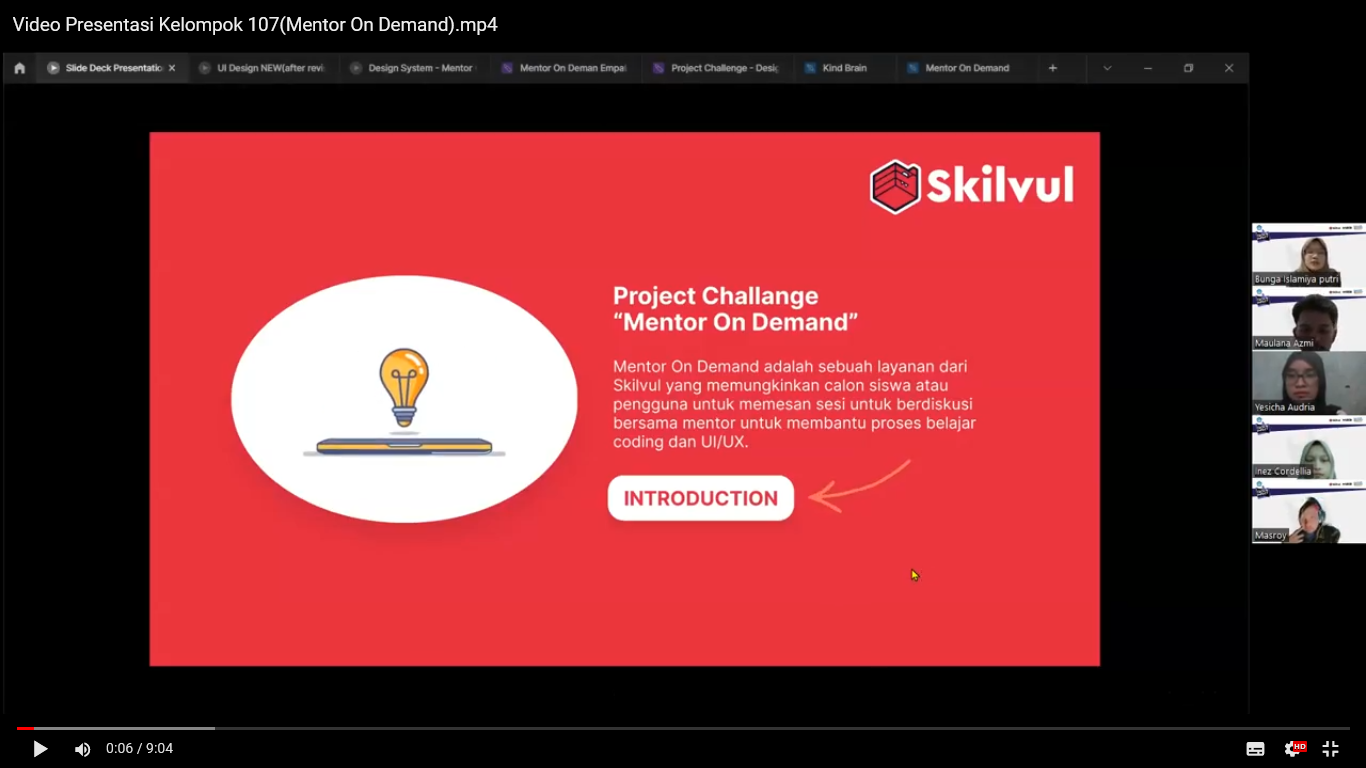 Video Presentasi Kelompok 107(Mentor On Demand).mp4
Slide Deck Presentatio
UI Design NEW(after revi
Design System - Mentor
Mentor On Deman Empa
Project Challenge - Desig
Kind Brain
Mentor On Demand
Skilvul
Project Challange
“Mentor On Demand”
Mentor On Demand adalah sebuah layanan dari
Skilvul yang memungkinkan calon siswa atau
pengguna untuk memesan sesi untuk berdiskusi
bersama mentor untuk membantu proses belajar
coding dan UI/UX.
INTRODUCTION
Bunga Islamiya putri
Maulana Azmi
Yesicha Audria
Inez Cordellia
Masroy
0:06 / 9:04
HD